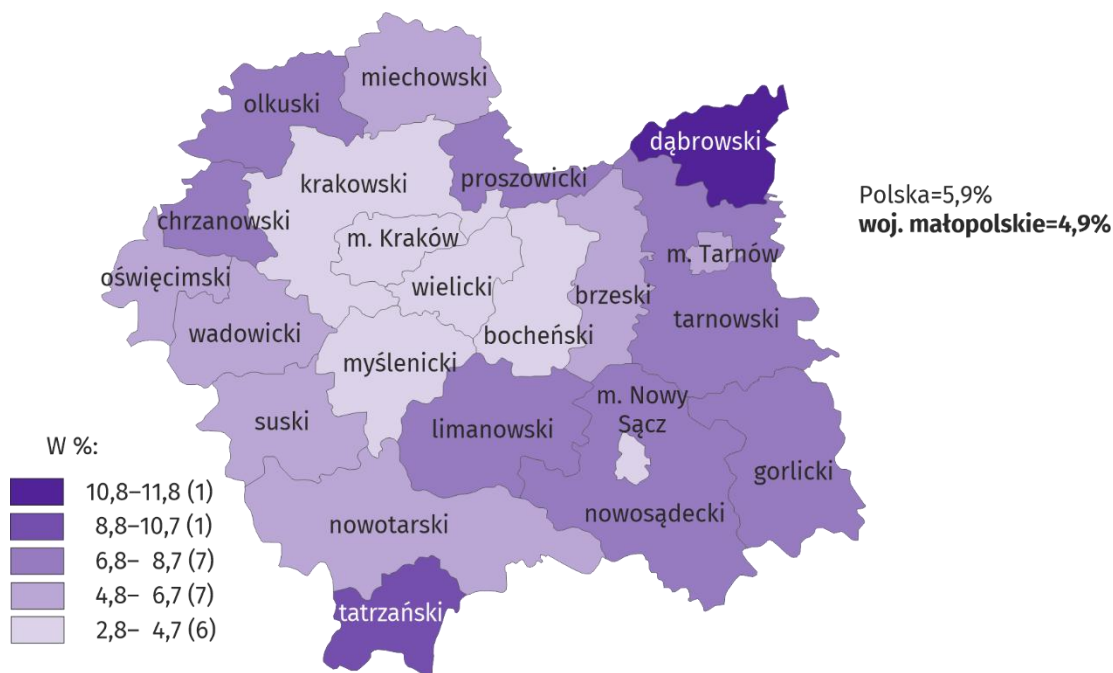 miechowski
olkuski
dąbrowski
krakowski
proszowicki
chrzanowski
m. Kraków
m. Tarnów
oświęcimski
wielicki
brzeski
wadowicki
bocheński
tarnowski
myślenicki
suski
limanowski
m. Nowy
Sącz
gorlicki
nowosądecki
nowotarski
tatrzański
Polska=5,9%
woj. małopolskie=4,9%
W %:
10,8–11,8 (1)
8,8–10,7 (1)
6,8– 8,7 (7)
4,8– 6,7 (7)
2,8– 4,7 (6)